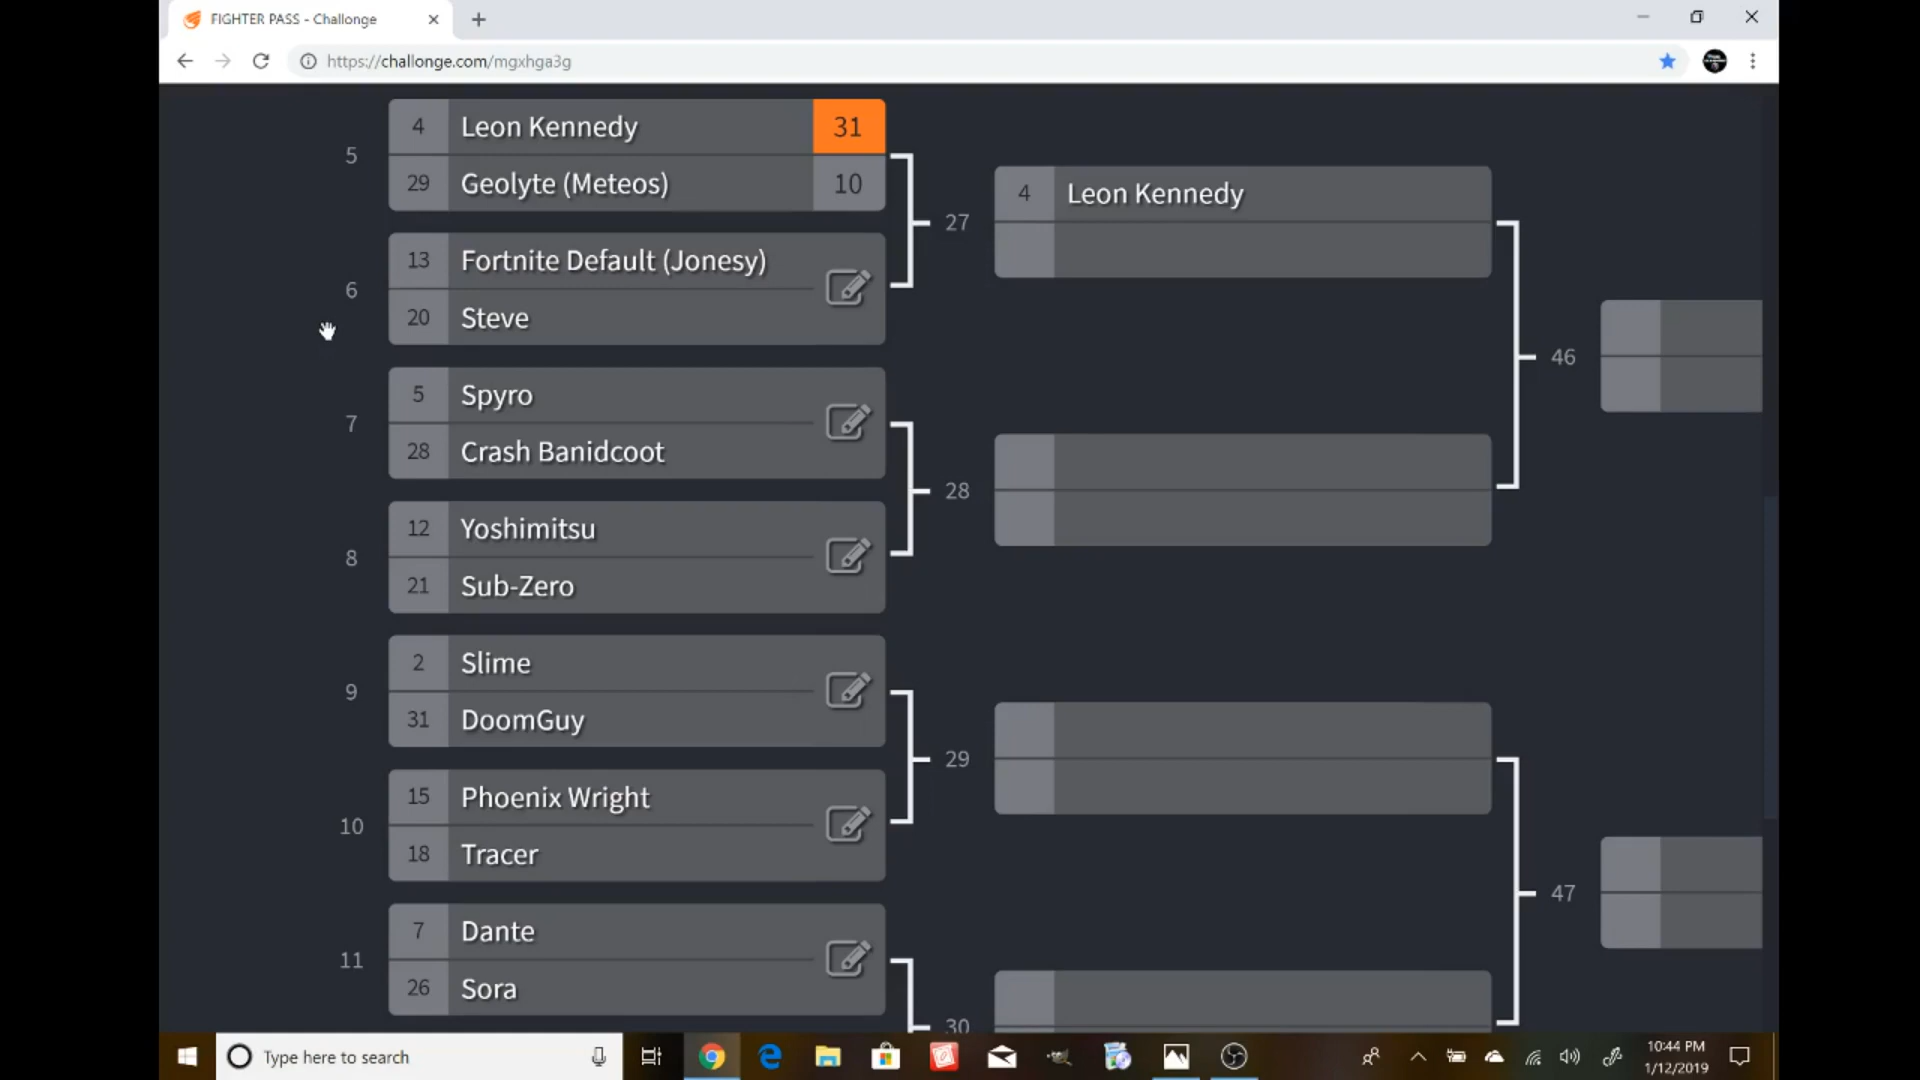 FIGHTER PASS - Challonge
https://challonge.com/mgxhga3g
5
4 Leon Kennedy 31
29 Geolyte (Meteos) 10
27
4 Leon Kennedy
6
13 Fortnite Default (Jonesy)
20 Steve
46
7
5 Spyro
28 Crash Banidcoot
28
8
12 Yoshimitsu
21 Sub-Zero
9
2 Slime
31 DoomGuy
29
10
15 Phoenix Wright
18 Tracer
47
11
7 Dante
26 Sora
30
Type here to search
10:44 PM
1/12/2019